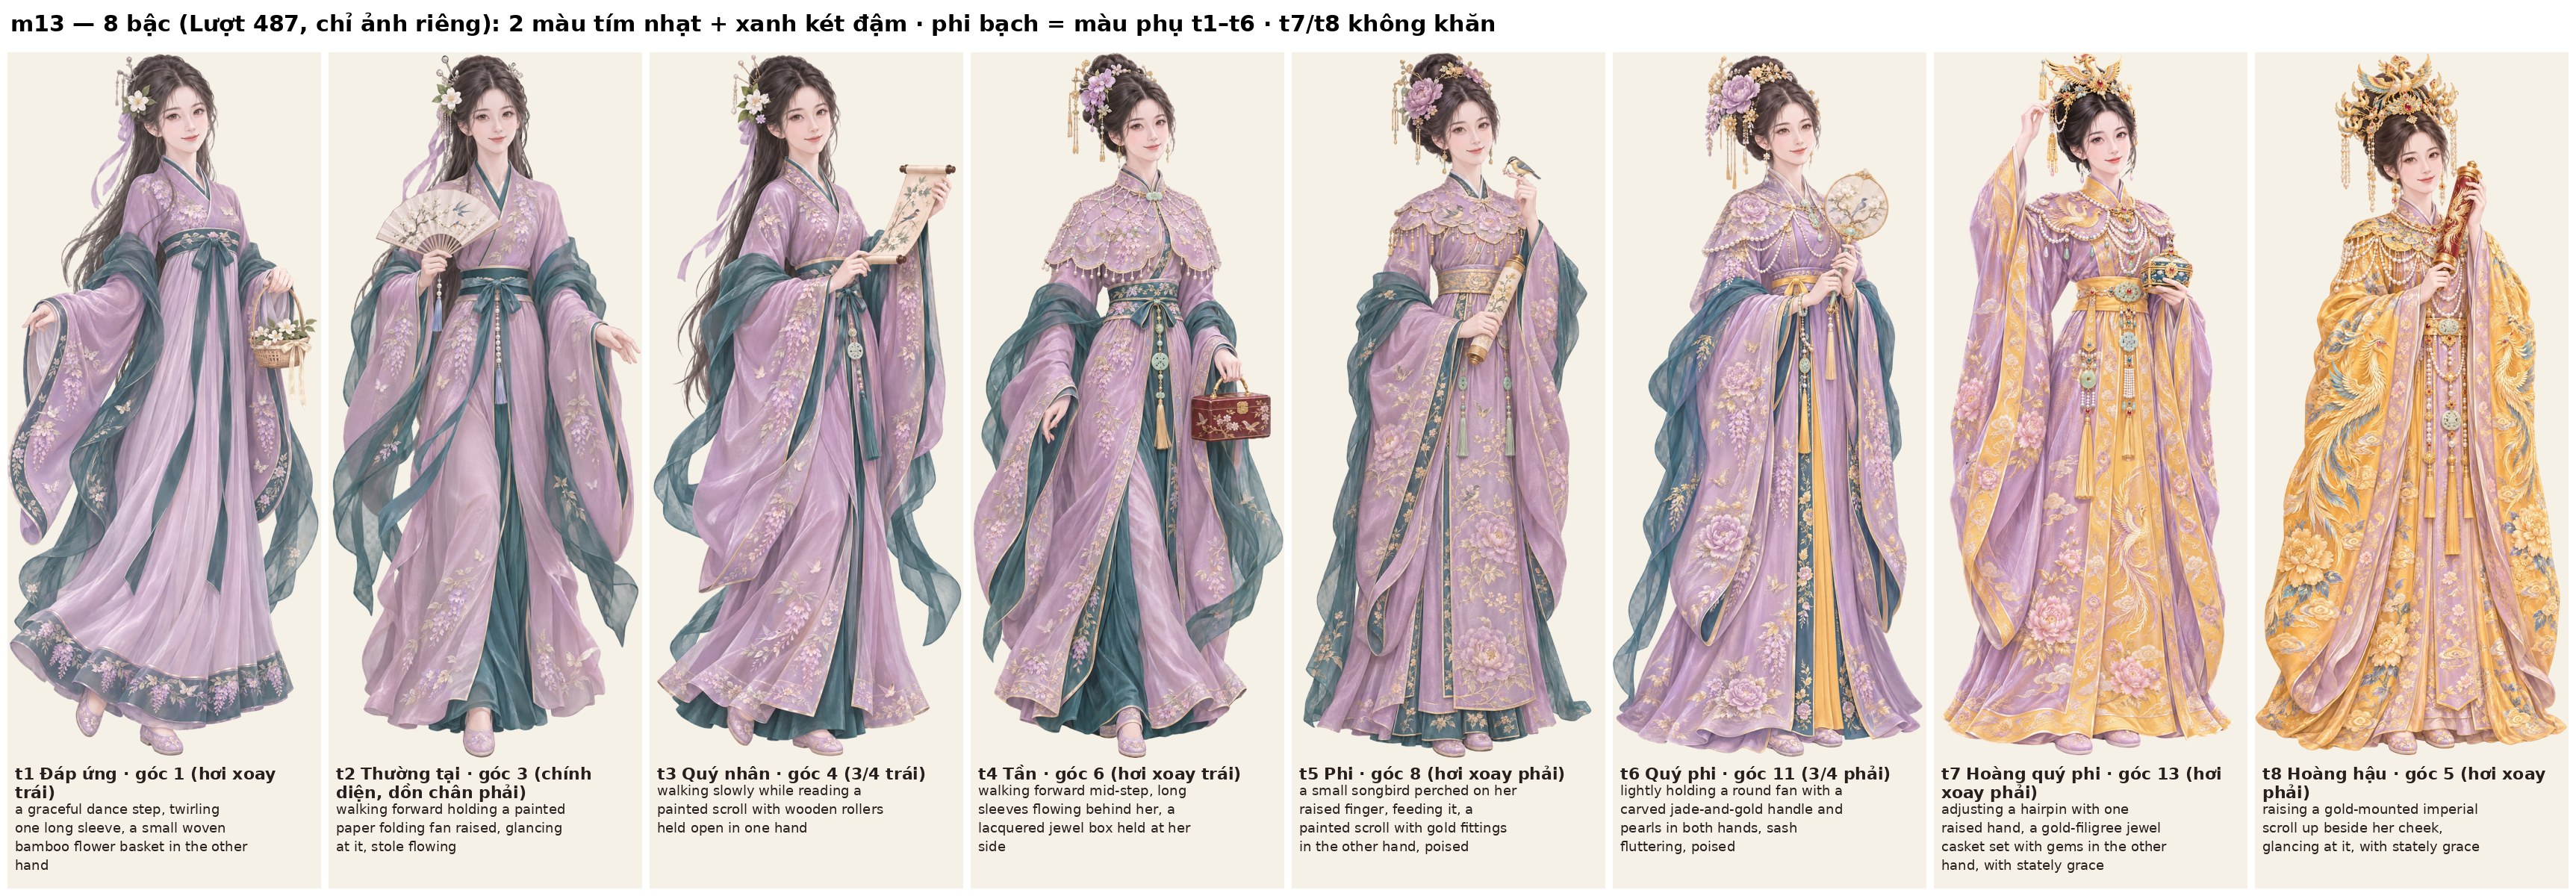 m13 — 8 bậc (Lượt 487, chỉ ảnh riêng): 2 màu tím nhạt + xanh két đậm · phi bạch = màu phụ t1–t6 · t7/t8 không khăn
t1 Đáp ứng · góc 1 (hơi xoay
trái)
a graceful dance step, twirling
one long sleeve, a small woven
bamboo flower basket in the other
hand
t2 Thường tại · góc 3 (chính
diện, dồn chân phải)
walking forward holding a painted
paper folding fan raised, glancing
at it, stole flowing
t3 Quý nhân · góc 4 (3/4 trái)
walking slowly while reading a
painted scroll with wooden rollers
held open in one hand
t4 Tần · góc 6 (hơi xoay trái)
walking forward mid-step, long
sleeves flowing behind her, a
lacquered jewel box held at her
side
t5 Phi · góc 8 (hơi xoay phải)
a small songbird perched on her
raised finger, feeding it, a
painted scroll with gold fittings
in the other hand, poised
t6 Quý phi · góc 11 (3/4 phải)
lightly holding a round fan with a
carved jade-and-gold handle and
pearls in both hands, sash
fluttering, poised
t7 Hoàng quý phi · góc 13 (hơi
xoay phải)
adjusting a hairpin with one
raised hand, a gold-filigree jewel
casket set with gems in the other
hand, with stately grace
t8 Hoàng hậu · góc 5 (hơi xoay
phải)
raising a gold-mounted imperial
scroll up beside her cheek,
glancing at it, with stately grace